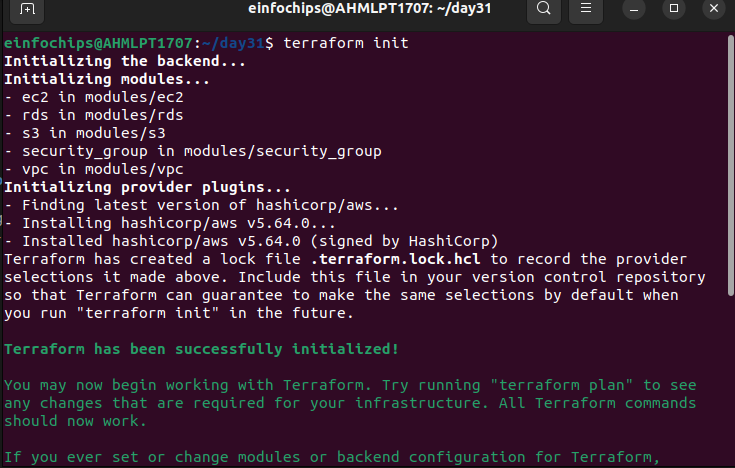 einfochips@AHMLPT1707: ~/day31
einfochips@AHMLPT1707:~/day31$ terraform init
Initializing the backend...
Initializing modules...
- ec2 in modules/ec2
- rds in modules/rds
- s3 in modules/s3
- security_group in modules/security_group
- vpc in modules/vpc
Initializing provider plugins...
- Finding latest version of hashicorp/aws...
- Installing hashicorp/aws v5.64.0...
- Installed hashicorp/aws v5.64.0 (signed by HashiCorp)
Terraform has created a lock file .terraform.lock.hcl to record the provider
selections it made above. Include this file in your version control repository
so that Terraform can guarantee to make the same selections by default when
you run "terraform init" in the future.
Terraform has been successfully initialized!
You may now begin working with Terraform. Try running "terraform plan" to see
any changes that are required for your infrastructure. All Terraform commands
should now work.
If you ever set or change modules or backend configuration for Terraform,